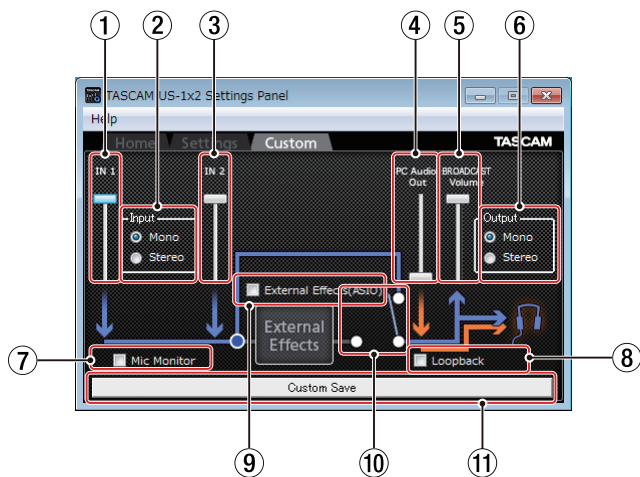 1 2 3 4 5 6
TASCAM US-1x2 Settings Panel
Help
Home Settings Custom TASCAM
IN 1 IN 2 PC Audio Out BROADCAST Volume
Input Output
Mono Mono
Stereo Stereo
External Effects(ASIO)
External Effects
7 Mic Monitor Loopback 8
Custom Save
9 10 11